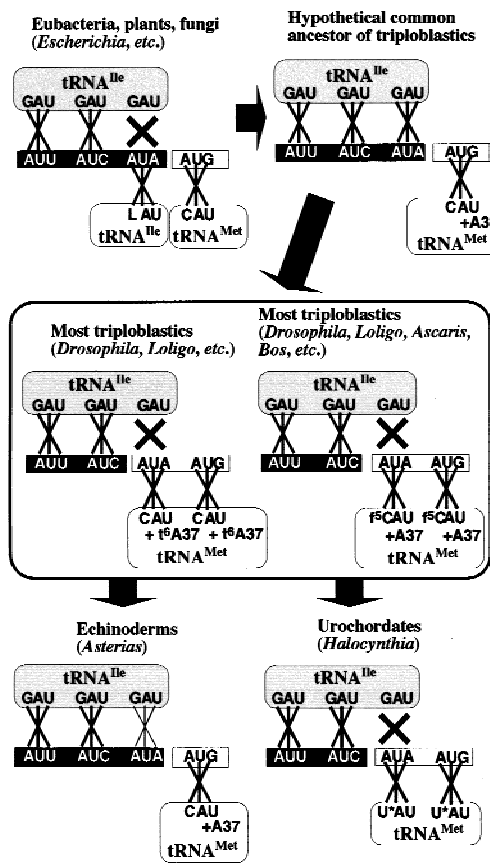 Eubacteria, plants, fungi
(Escherichia, etc.)
tRNAIle
GAU GAU GAU
AUU AUC AUA AUG
L AU CAU
tRNAIle tRNAMet
Hypothetical common
ancestor of triploblastics
tRNAIle
GAU GAU GAU
AUU AUC AUA AUG
CAU
+A3
tRNAMet
Most triploblastics
(Drosophila, Loligo, etc.)
tRNAIle
GAU GAU GAU
AUU AUC AUA AUG
CAU CAU
+ t6A37 + t6A37
tRNAMet
Most triploblastics
(Drosophila, Loligo, Ascaris,
Bos, etc.)
tRNAIle
GAU GAU GAU
AUU AUC AUA AUG
f5CAU f5CAU
+A37 +A37
tRNAMet
Echinoderms
(Asterias)
tRNAIle
GAU GAU GAU
AUU AUC AUA AUG
CAU
+A37
tRNAMet
Urochordates
(Halocynthia)
tRNAIle
GAU GAU GAU
AUU AUC AUA AUG
U*AU U*AU
tRNAMet